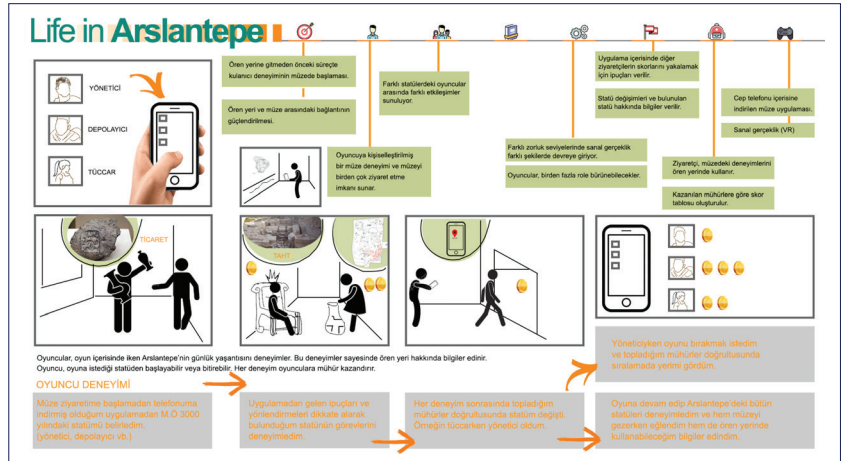 Life in Arslantepe
YÖNETİCİ
DEPOLAYICI
TÜCCAR
Ören yerine gitmeden önceki süreçte
kulanıcı deneyiminin müzede başlaması.
Ören yeri ve müze arasındaki bağlantının
güçlendirilmesi.
Oyuncuya kişiselleştirilmiş
bir müze deneyimi ve müzeyi
birden çok ziyaret etme
imkanı sunar.
Farklı statülerdeki oyuncular
arasında farklı etkileşimler
sunuluyor.
Farklı zorluk seviyelerinde sanal gerçeklik
farklı şekilerde devreye giriyor.
Oyuncular, birden fazla role bürünebilecekler.
Uygulama içerisinde diğer
ziyaretçilerin skorlarını yakalamak
için ipuçları verilir.
Statü değişimleri ve bulunulan
statü hakkında bilgiler verilir.
Ziyaretçi, müzedeki deneyimlerini
ören yerinde kullanır.
Kazanılan mühürlere göre skor
tablosu oluşturulur.
Cep telefonu içerisine
indirilen müze uygulaması.
Sanal gerçeklik (VR)
TİCARET
TAHT
Oyuncular, oyun içerisinde iken Arslantepe'nin günlük yaşantısını deneyimler. Bu deneyimler sayesinde ören yeri hakkında bilgiler edinir.
Oyuncu, oyuna istediği statüden başlayabilir veya bitirebilir. Her deneyim oyunculara mühür kazandırır.
OYUNCU DENEYİMİ
Müze ziyaretime başlamadan telefonuma
indirmiş olduğum uygulamadan M.Ö 3000
yılındaki statümü belirledim.
(yönetici, depolayıcı vb.)
Uygulamadan gelen ipuçları ve
yönlendirmeleri dikkate alarak
bulunduğum statünün görevlerini
deneyimledim.
Her deneyim sonrasında topladığım
mühürler doğrultusunda statüm değişti.
Örneğin tüccarken yönetici oldum.
Yöneticiyken oyunu bırakmak istedim
ve topladığım mühürler doğrultusunda
sıralamada yerimi gördüm.
Oyuna devam edip Arslantepe'deki bütün
statüleri deneyimledim ve hem müzeyi
gezerken eğlendim hem de ören yerinde
kullanabileceğim bilgiler edindim.